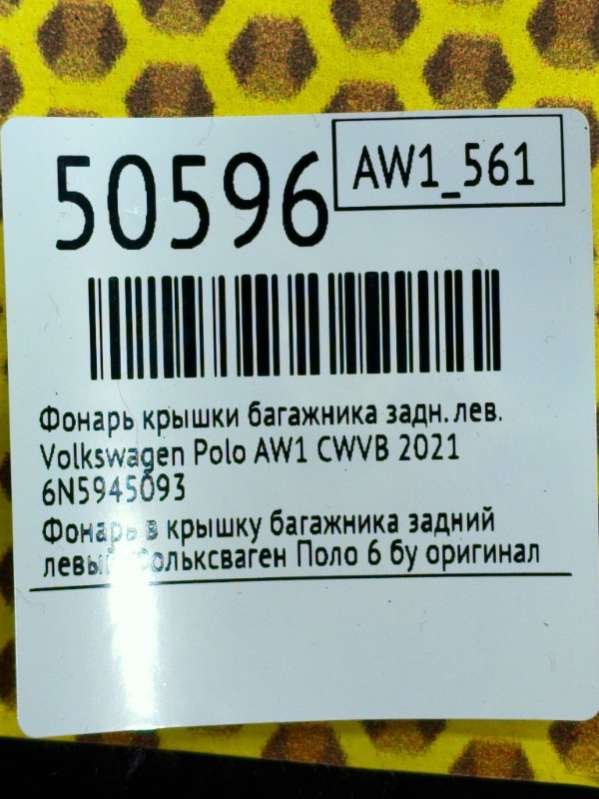 50596
AW1_561
Фонарь крышки багажника задн. лев.
Volkswagen Polo AW1 CWVB 2021
6N5945093
Фонарь в крышку багажника задний
левый Фольксваген Поло 6 бу оригинал